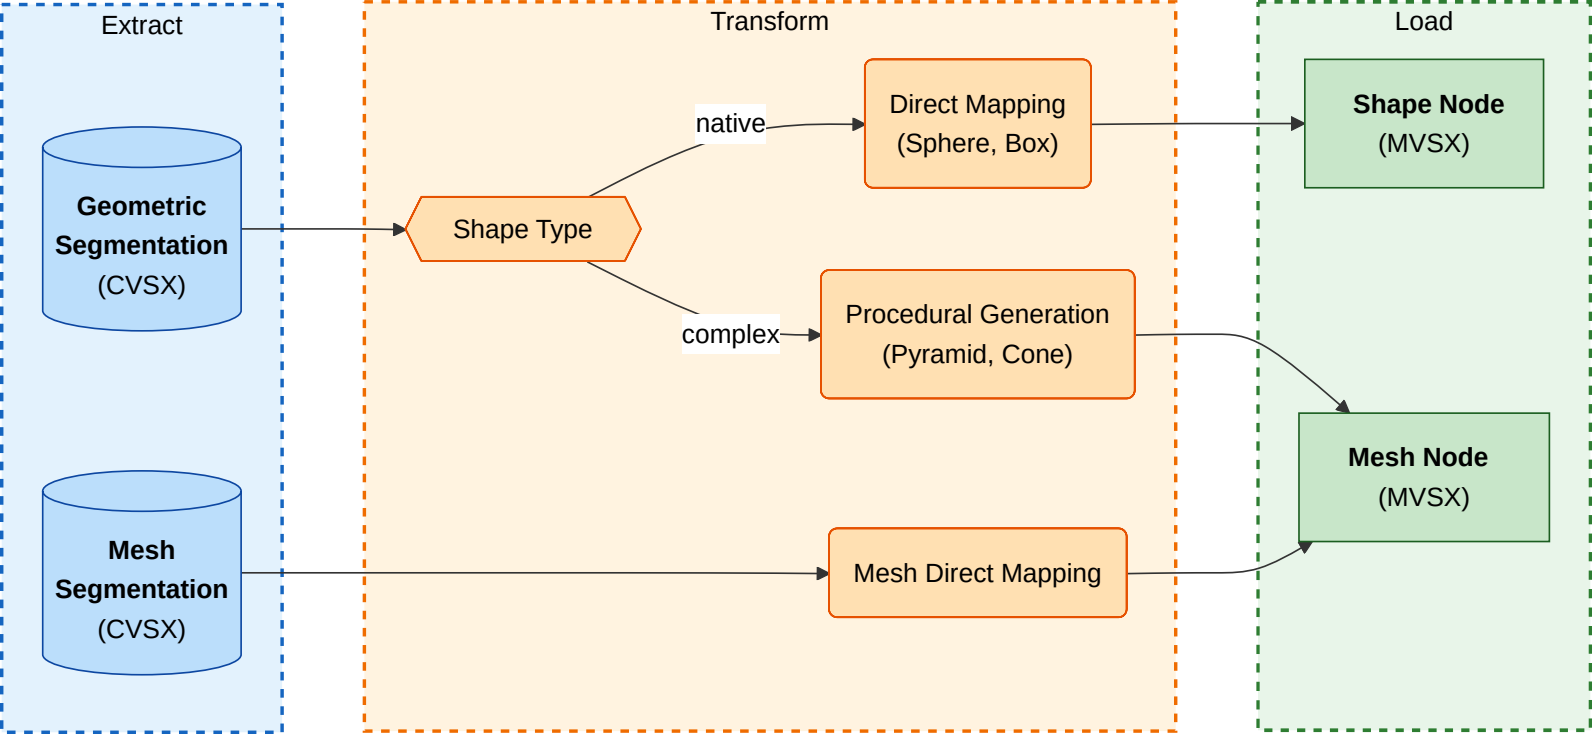 Extract
Geometric
Segmentation
(CVSX)
Mesh
Segmentation
(CVSX)
Transform
Shape Type
native
complex
Direct Mapping
(Sphere, Box)
Procedural Generation
(Pyramid, Cone)
Mesh Direct Mapping
Load
Shape Node
(MVSX)
Mesh Node
(MVSX)